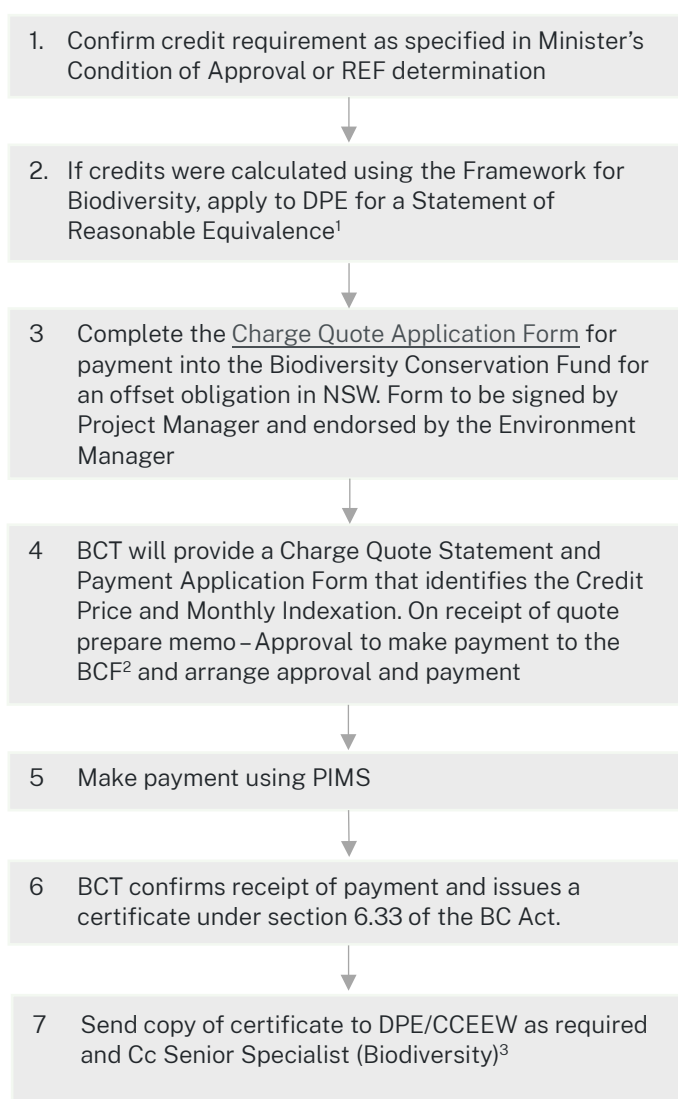 1. Confirm credit requirement as specified in Minister’s
Condition of Approval or REF determination
2. If credits were calculated using the Framework for
Biodiversity, apply to DPE for a Statement of
Reasonable Equivalence¹
3 Complete the Charge Quote Application Form for
payment into the Biodiversity Conservation Fund for
an offset obligation in NSW. Form to be signed by
Project Manager and endorsed by the Environment
Manager
4 BCT will provide a Charge Quote Statement and
Payment Application Form that identifies the Credit
Price and Monthly Indexation. On receipt of quote
prepare memo – Approval to make payment to the
BCF² and arrange approval and payment
5 Make payment using PIMS
6 BCT confirms receipt of payment and issues a
certificate under section 6.33 of the BC Act.
7 Send copy of certificate to DPE/CCEEW as required
and Cc Senior Specialist (Biodiversity)³